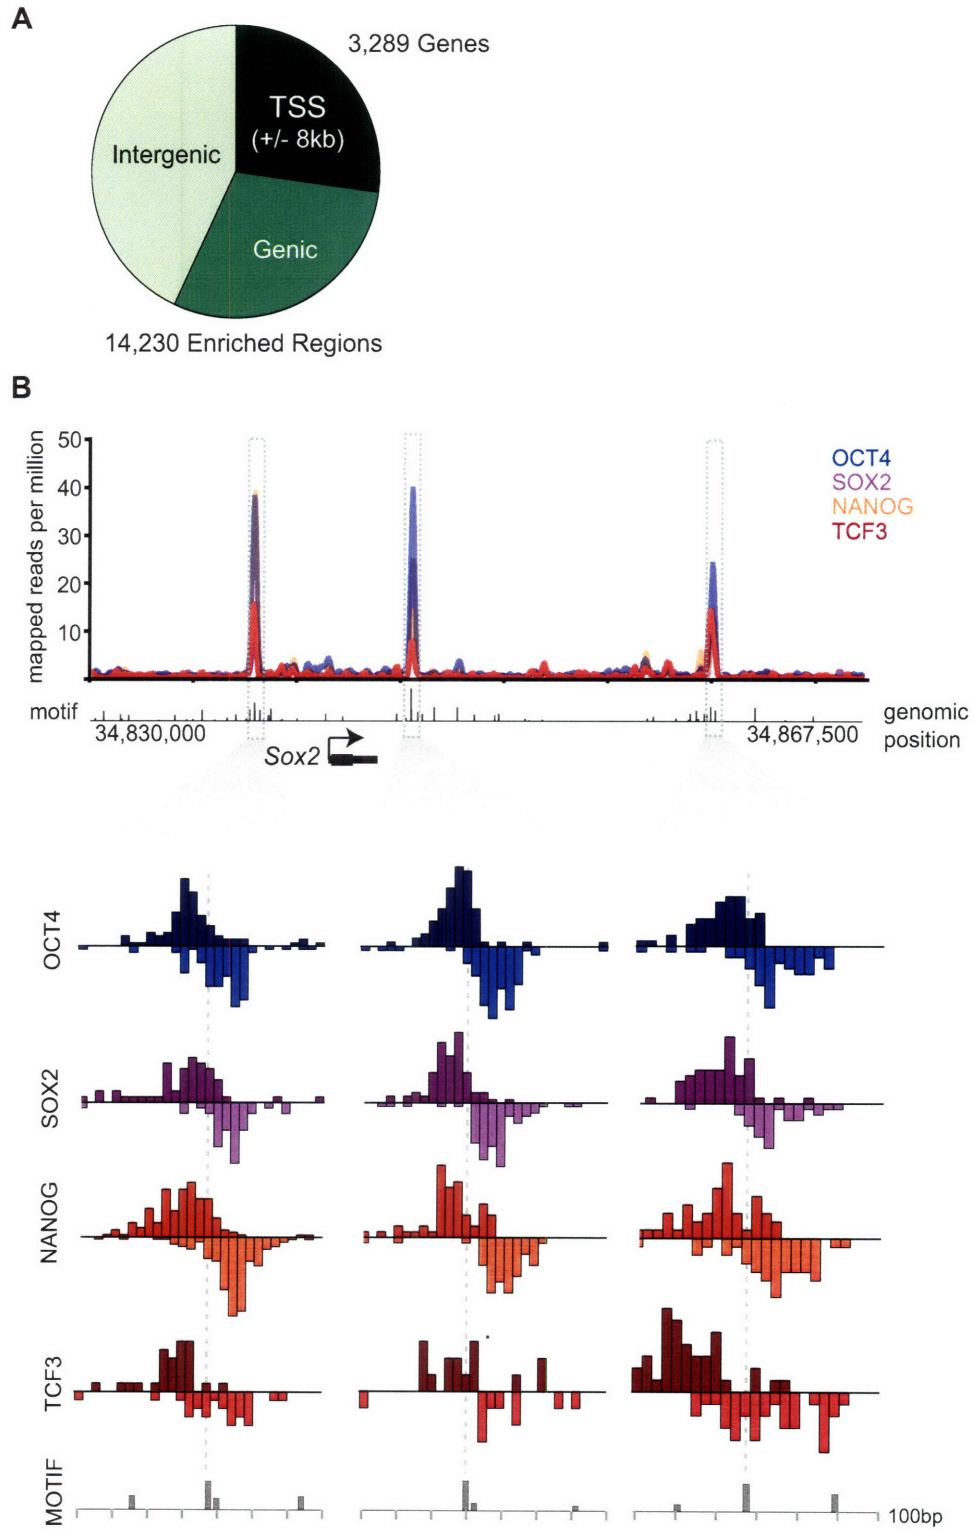 A
3,289 Genes
TSS
(+/- 8kb)
Intergenic
Genic
14,230 Enriched Regions
B
mapped reads per million
50
40
30
20
10
OCT4
SOX2
NANOG
TCF3
motif
34,830,000
34,867,500
genomic
position
Sox2
OCT4
SOX2
NANOG
TCF3
MOTIF
100bp